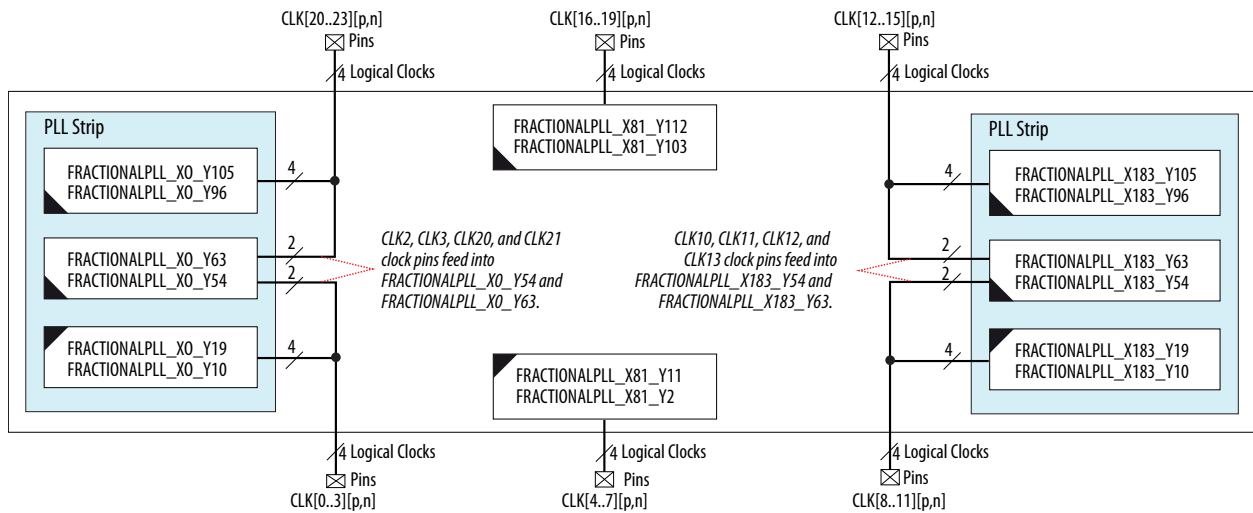 CLK[20..23][p,n]
Pins
4 Logical Clocks
CLK[16..19][p,n]
Pins
4 Logical Clocks
CLK[12..15][p,n]
Pins
4 Logical Clocks
PLL Strip
FRACTIONALPLL_X0_Y105
FRACTIONALPLL_X0_Y96
4
FRACTIONALPLL_X0_Y63
FRACTIONALPLL_X0_Y54
2
2
FRACTIONALPLL_X0_Y19
FRACTIONALPLL_X0_Y10
4
FRACTIONALPLL_X81_Y112
FRACTIONALPLL_X81_Y103
CLK2, CLK3, CLK20, and CLK21
clock pins feed into
FRACTIONALPLL_X0_Y54 and
FRACTIONALPLL_X0_Y63.
CLK10, CLK11, CLK12, and
CLK13 clock pins feed into
FRACTIONALPLL_X183_Y54 and
FRACTIONALPLL_X183_Y63.
FRACTIONALPLL_X81_Y11
FRACTIONALPLL_X81_Y2
PLL Strip
4
FRACTIONALPLL_X183_Y105
FRACTIONALPLL_X183_Y96
2
2
FRACTIONALPLL_X183_Y63
FRACTIONALPLL_X183_Y54
4
FRACTIONALPLL_X183_Y19
FRACTIONALPLL_X183_Y10
4 Logical Clocks
Pins
CLK[0..3][p,n]
4 Logical Clocks
Pins
CLK[4..7][p,n]
4 Logical Clocks
Pins
CLK[8..11][p,n]